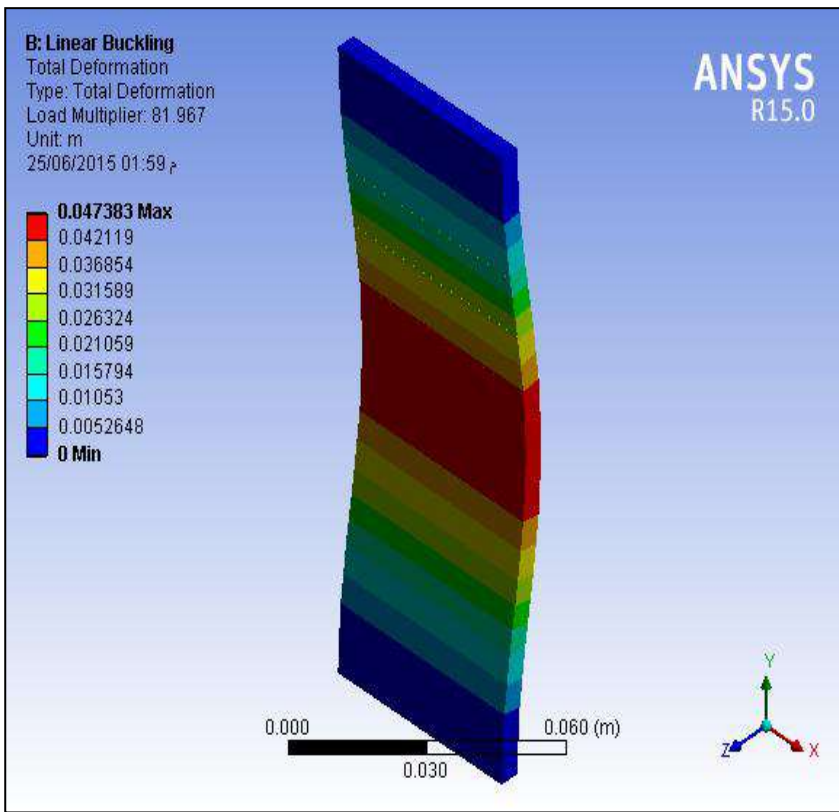 B: Linear Buckling
Total Deformation
Type: Total Deformation
Load Multiplier: 81.967
Unit: m
25/06/2015 01:59 م
ANSYS
R15.0
0.047383 Max
0.042119
0.036854
0.031589
0.026324
0.021059
0.015794
0.01053
0.0052648
0 Min
0.000
0.060 (m)
0.030
Y
Z
X